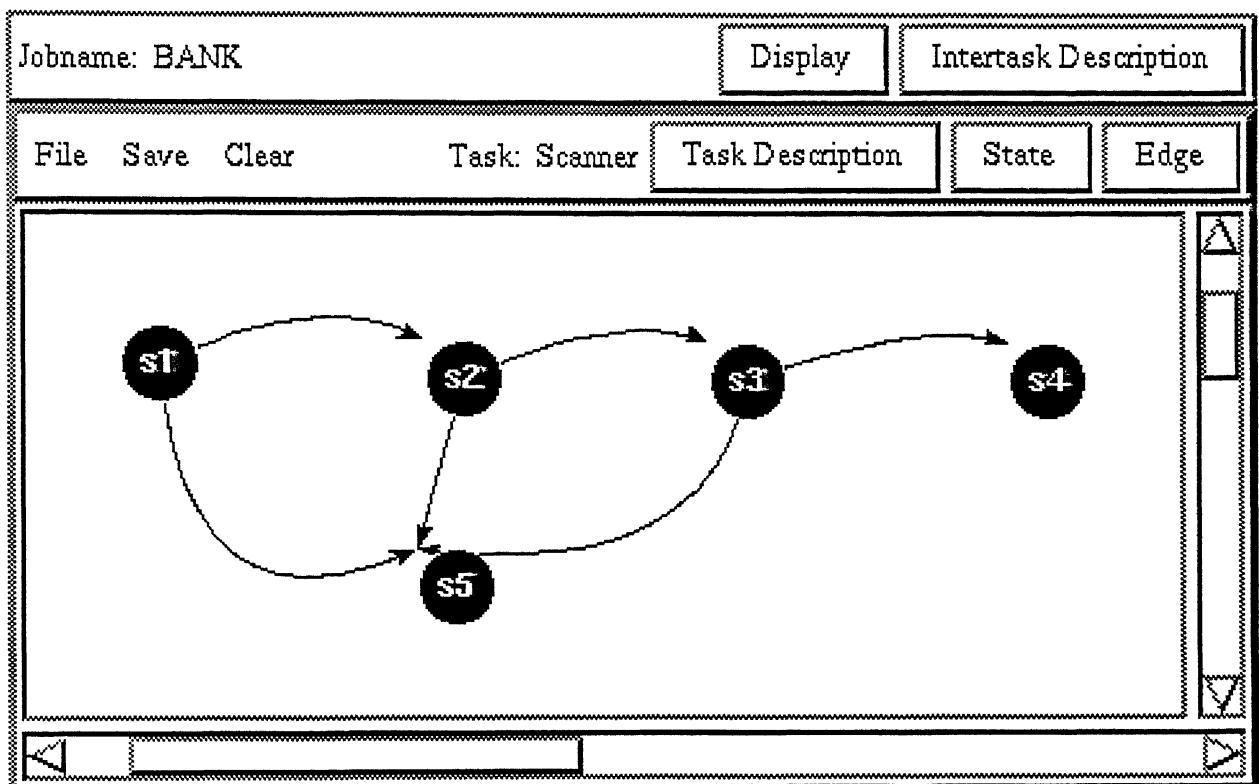 Jobname: BANK Display Intertask Description
File Save Clear Task: Scanner Task Description State Edge
s1 s2 s3 s4
s5